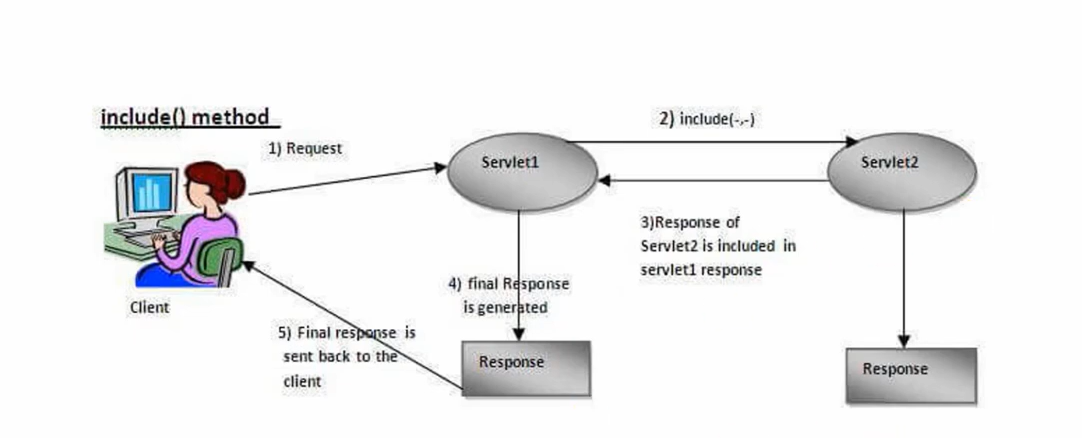 include() method
1) Request
2) include(-,-)
Servlet1
Servlet2
3)Response of
Servlet2 is included in
servlet1 response
4) final Response
is generated
Client
5) Final response is
sent back to the
client
Response
Response